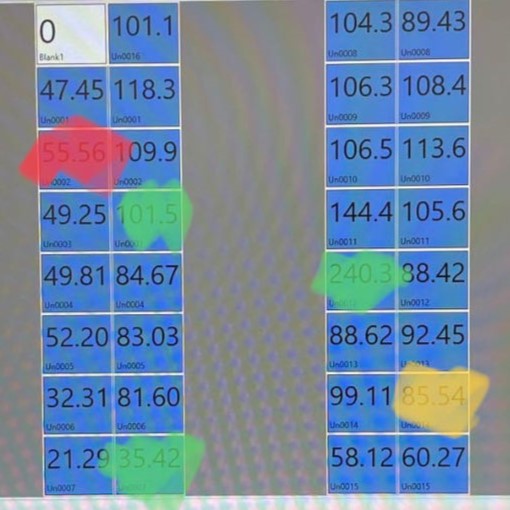 0 101.1
Blank1 Un0016
47.45 118.3
Un0001 Un0001
55.56 109.9
Un0002 Un0002
49.25 101.5
Un0003
49.81 84.67
Un0004 Un0004
52.20 83.03
Un0005 Un0005
32.31 81.60
Un0006 Un0006
21.29 35.42
Un0007
104.3 89.43
Un0008 Un0008
106.3 108.4
Un0009 Un0009
106.5 113.6
Un0010 Un0010
144.4 105.6
Un0011 Un0011
240.3 88.42
Un0012
88.62 92.45
Un0013
99.11 85.54
Un0014
58.12 60.27
Un0015 Un0015